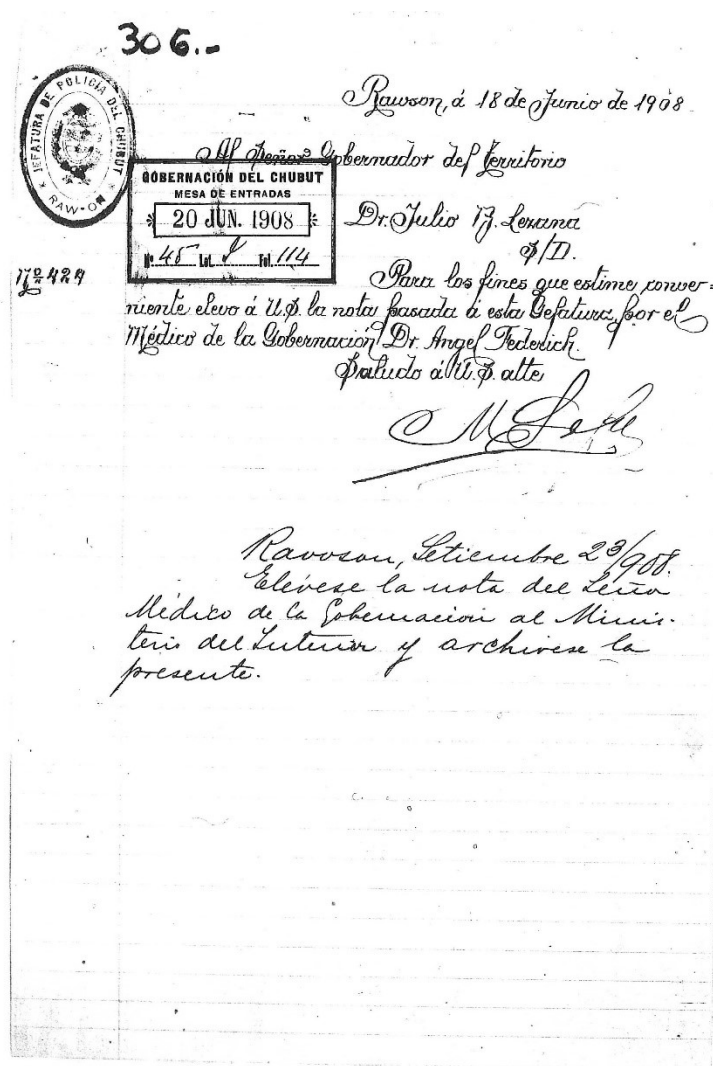 306.-
JEFATURA DE POLICÍA DEL CHUBUT
RAWSON
Rawson, á 18 de Junio de 1908
Al Señor Gobernador del Territorio
GOBERNACIÓN DEL CHUBUT
MESA DE ENTRADAS
20 JUN. 1908
Nº 45 Let. Fol. 114
Dr. Julio B. Lezana
S/D.
Nº 424
Para los fines que estime conve-
niente elevo á U.S. la nota pasada á esta Gefatura, por el
Médico de la Gobernación Dr. Angel Federich.
Saludo á U.S. atte
Rawson, Setiembre 23/908.
Elévese la nota del Señor
Médico de la Gobernación al Minis-
terio del Interior y archívese la
presente.